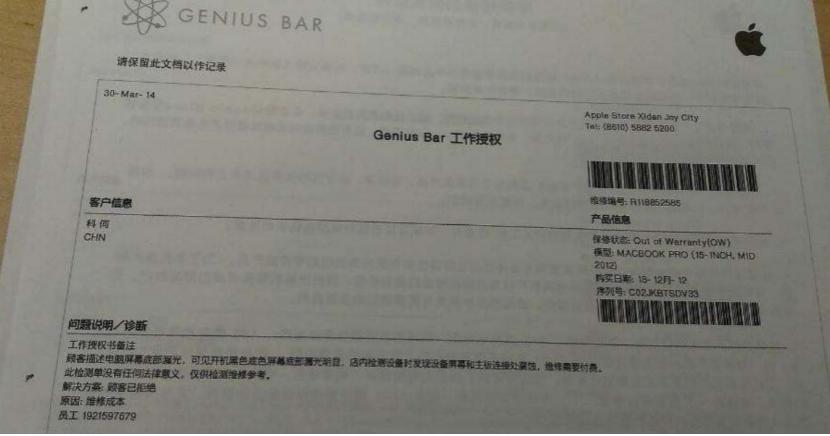 GENIUS BAR
请保留此文档以作记录
30-Mar-14
Apple Store Xidan Joy City
Tel: (8610) 5882 5200
Genius Bar 工作授权
维修编号: R118852585
客户信息
产品信息
科 何
CHN
保修状态: Out of Warranty(OW)
模型: MACBOOK PRO (15-INCH, MID
2012)
购买日期: 18-12月-12
序列号: C02JKBTSDV33
问题说明/诊断
工作授权书备注
顾客描述电脑屏幕底部漏光，可见开机黑色底色屏幕底部漏光明显，店内检测设备时发现设备屏幕和主板连接处腐蚀，维修需要付费。
此检测单没有任何法律意义，仅供检测维修参考。
解决方案: 顾客已拒绝
原因: 维修成本
员工 1921597679